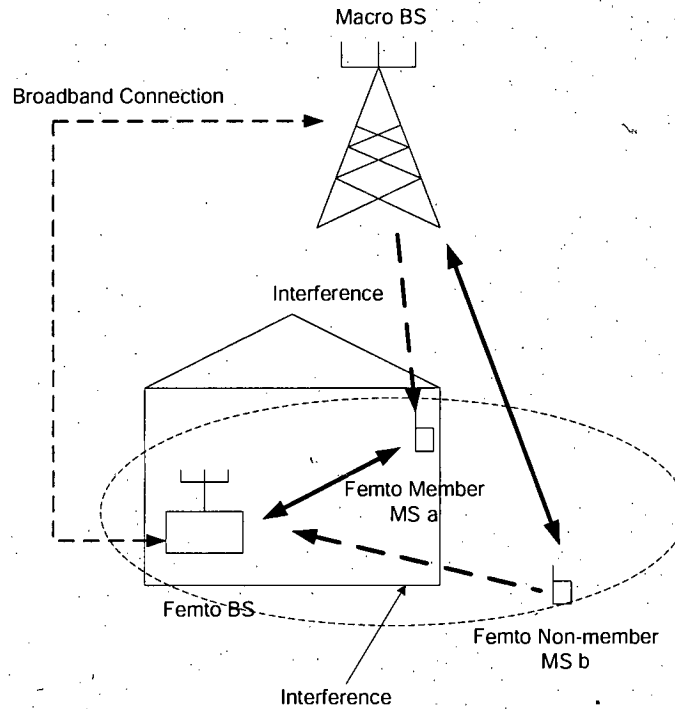 Macro BS
Broadband Connection
Interference
Femto Member
MS a
Femto BS
Femto Non-member
MS b
Interference